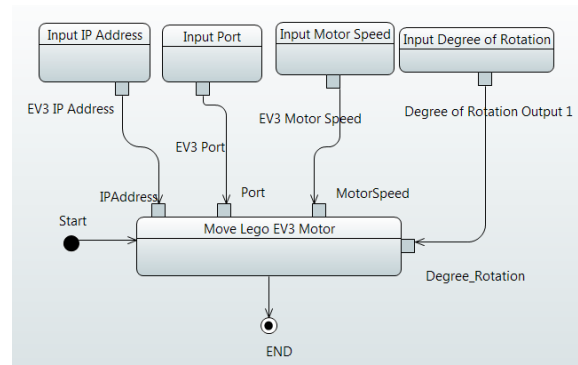 Input IP Address
Input Port
Input Motor Speed
Input Degree of Rotation
EV3 IP Address
EV3 Port
EV3 Motor Speed
Degree of Rotation Output 1
IPAddress
Port
MotorSpeed
Start
Move Lego EV3 Motor
Degree_Rotation
END